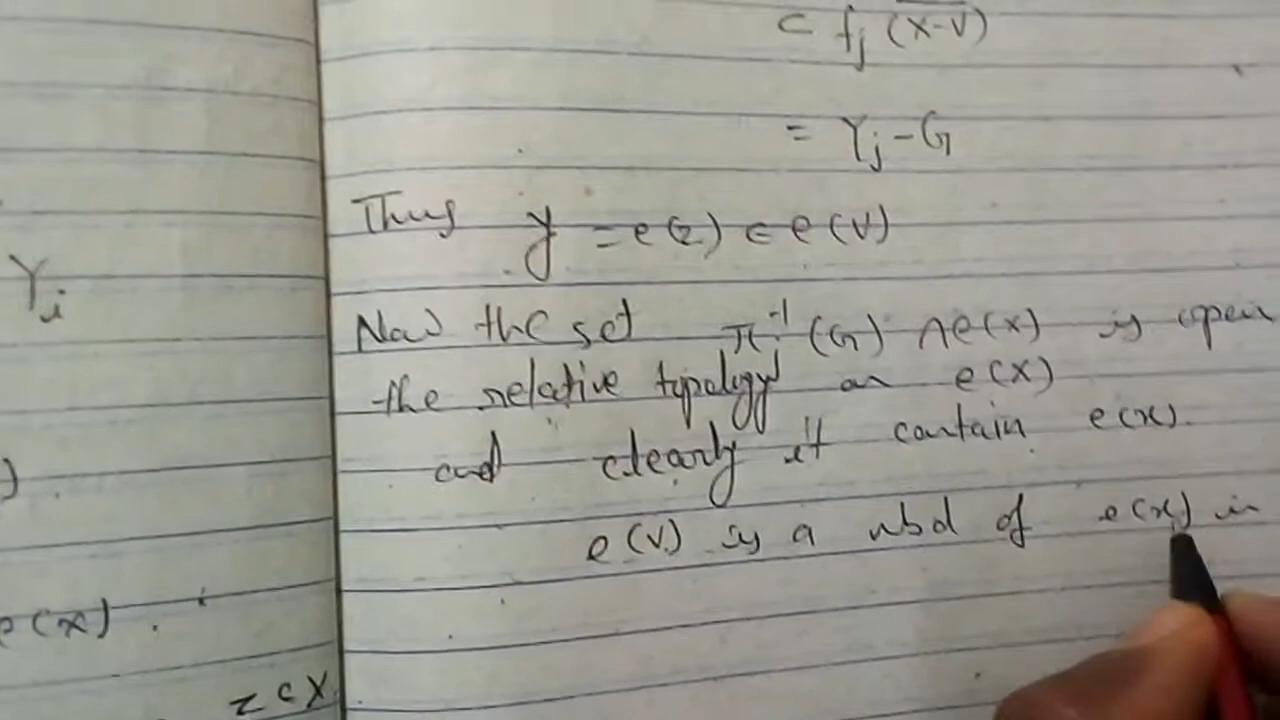 Y_i
)
e(x) .
z ∈ X
⊂ f_j (\overline{X-V})
= Y_j - G
Thus y = e(z) ∈ e(V)
Now the set π^{-1}(G) ∩ e(X) is open
the relative topology on e(X)
and clearly it contain e(x).
e(V) is a nbd of e(x) in